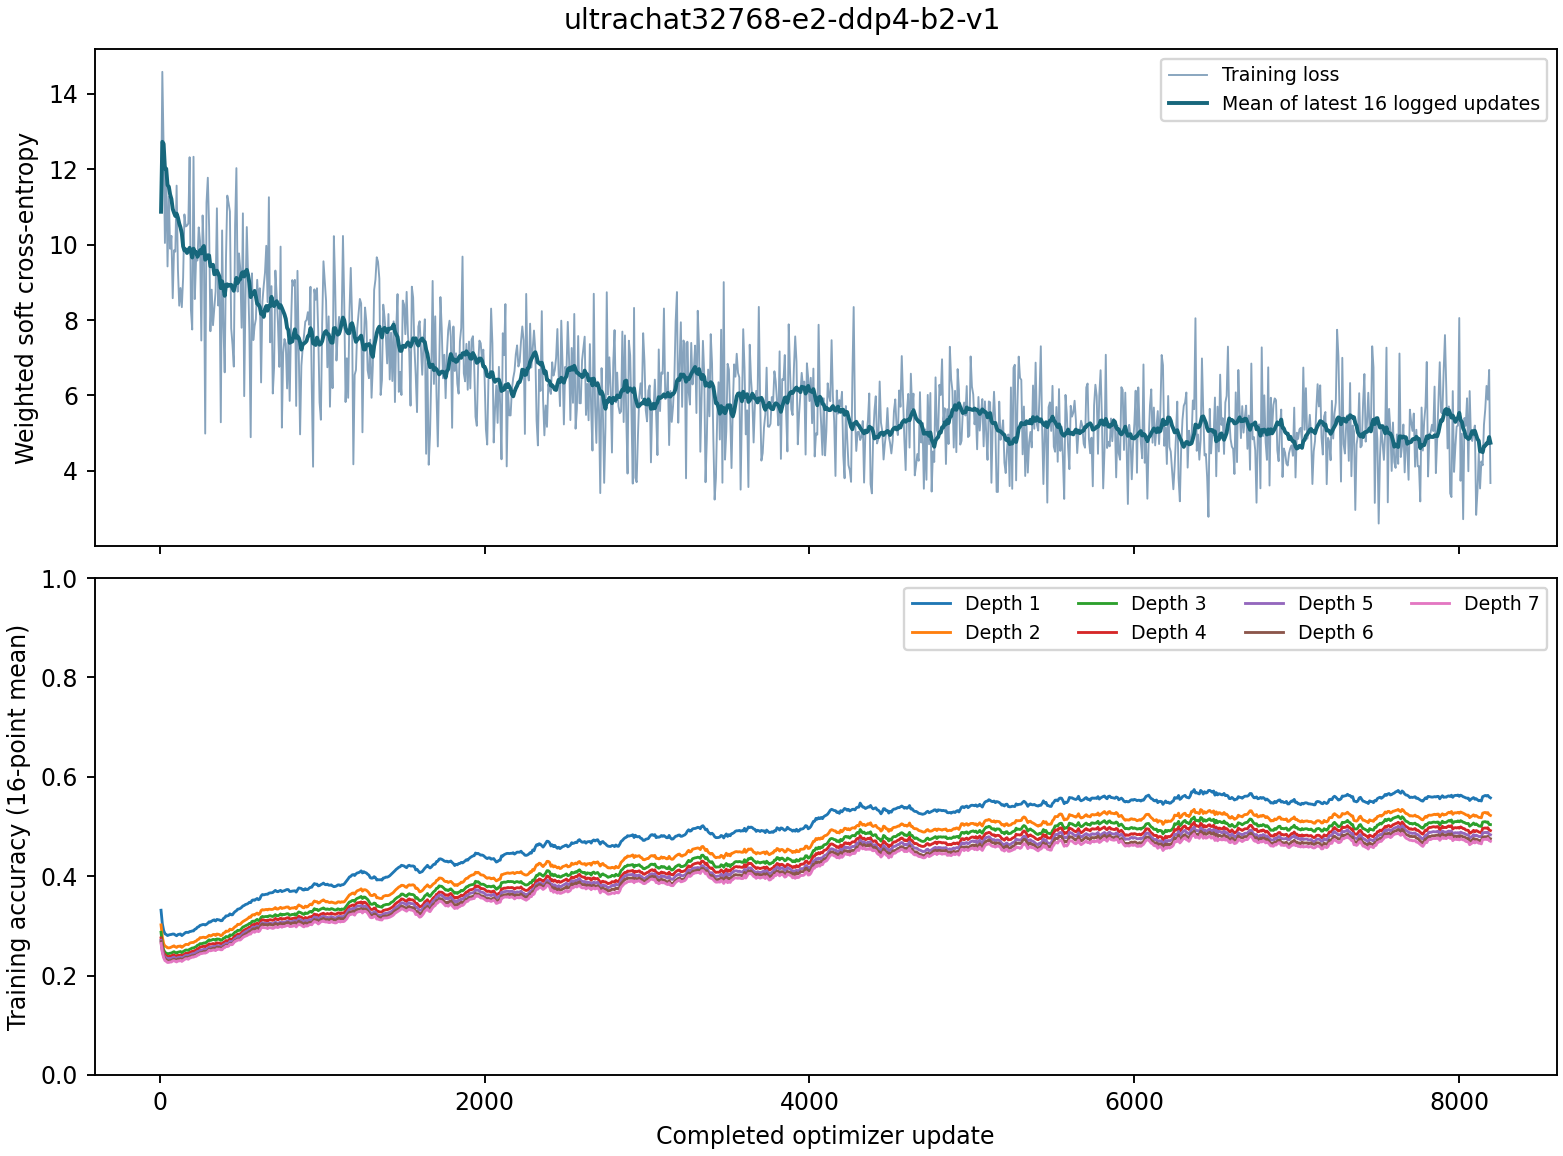 ultrachat32768-e2-ddp4-b2-v1
Weighted soft cross-entropy
14
12
10
8
6
4
Training loss
Mean of latest 16 logged updates
Training accuracy (16-point mean)
1.0
0.8
0.6
0.4
0.2
0.0
Depth 1 Depth 3 Depth 5 Depth 7
Depth 2 Depth 4 Depth 6
0 2000 4000 6000 8000
Completed optimizer update